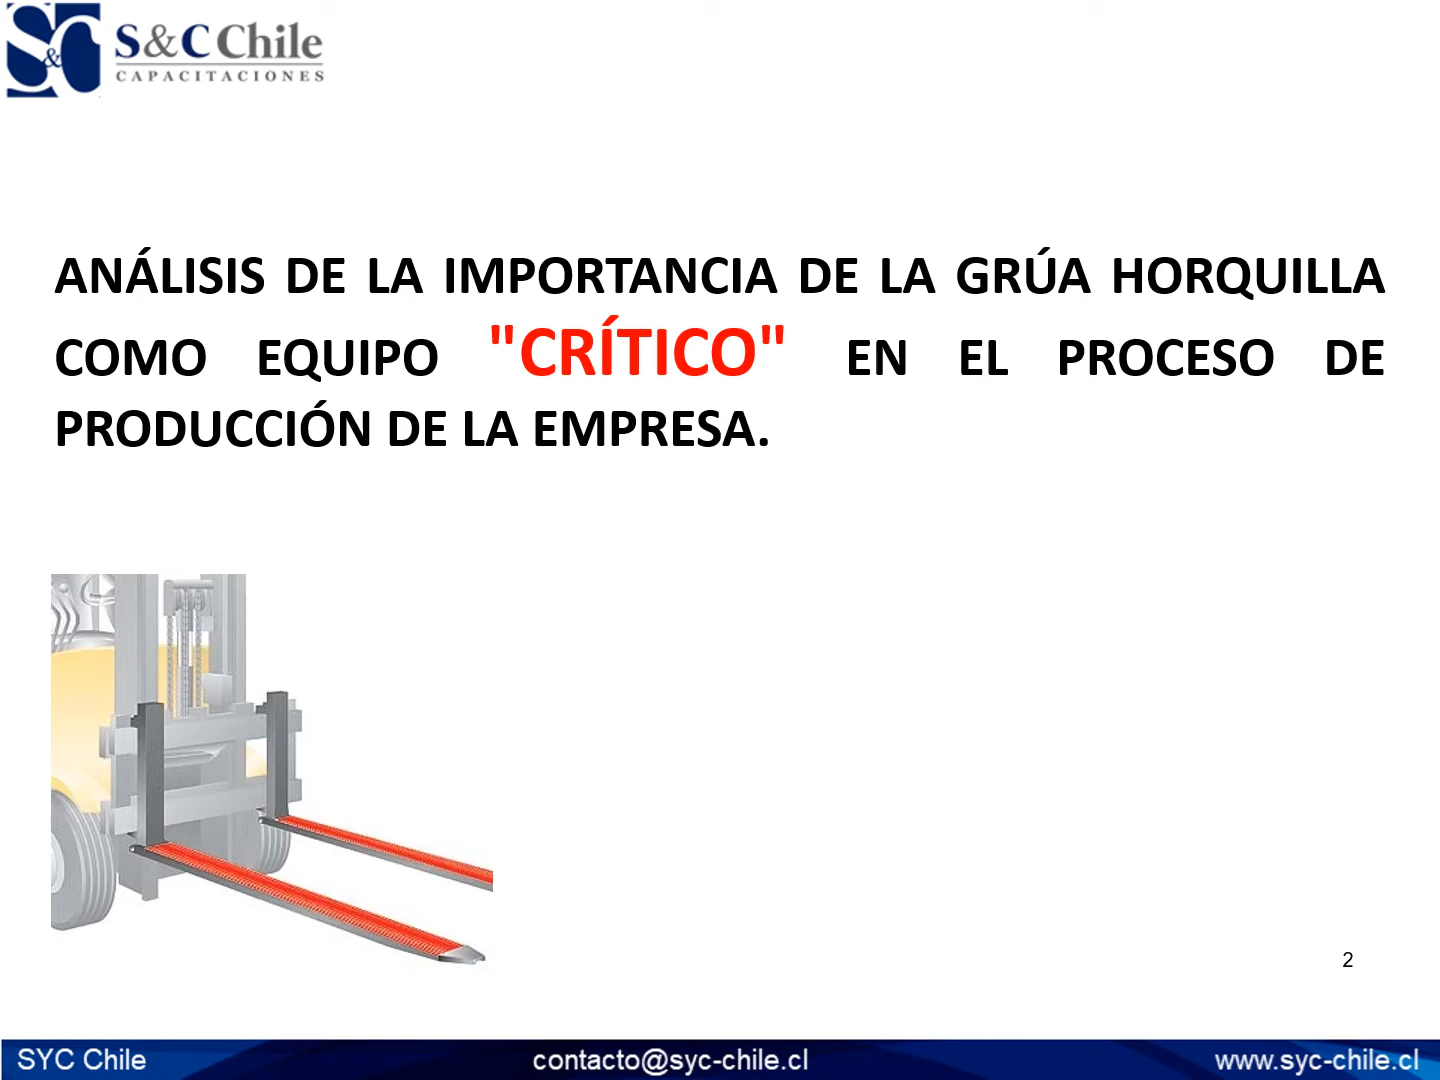 S&C
S&C Chile
CAPACITACIONES
ANÁLISIS DE LA IMPORTANCIA DE LA GRÚA HORQUILLA
COMO EQUIPO "CRÍTICO" EN EL PROCESO DE
PRODUCCIÓN DE LA EMPRESA.
2
SYC Chile contacto@syc-chile.cl www.syc-chile.cl